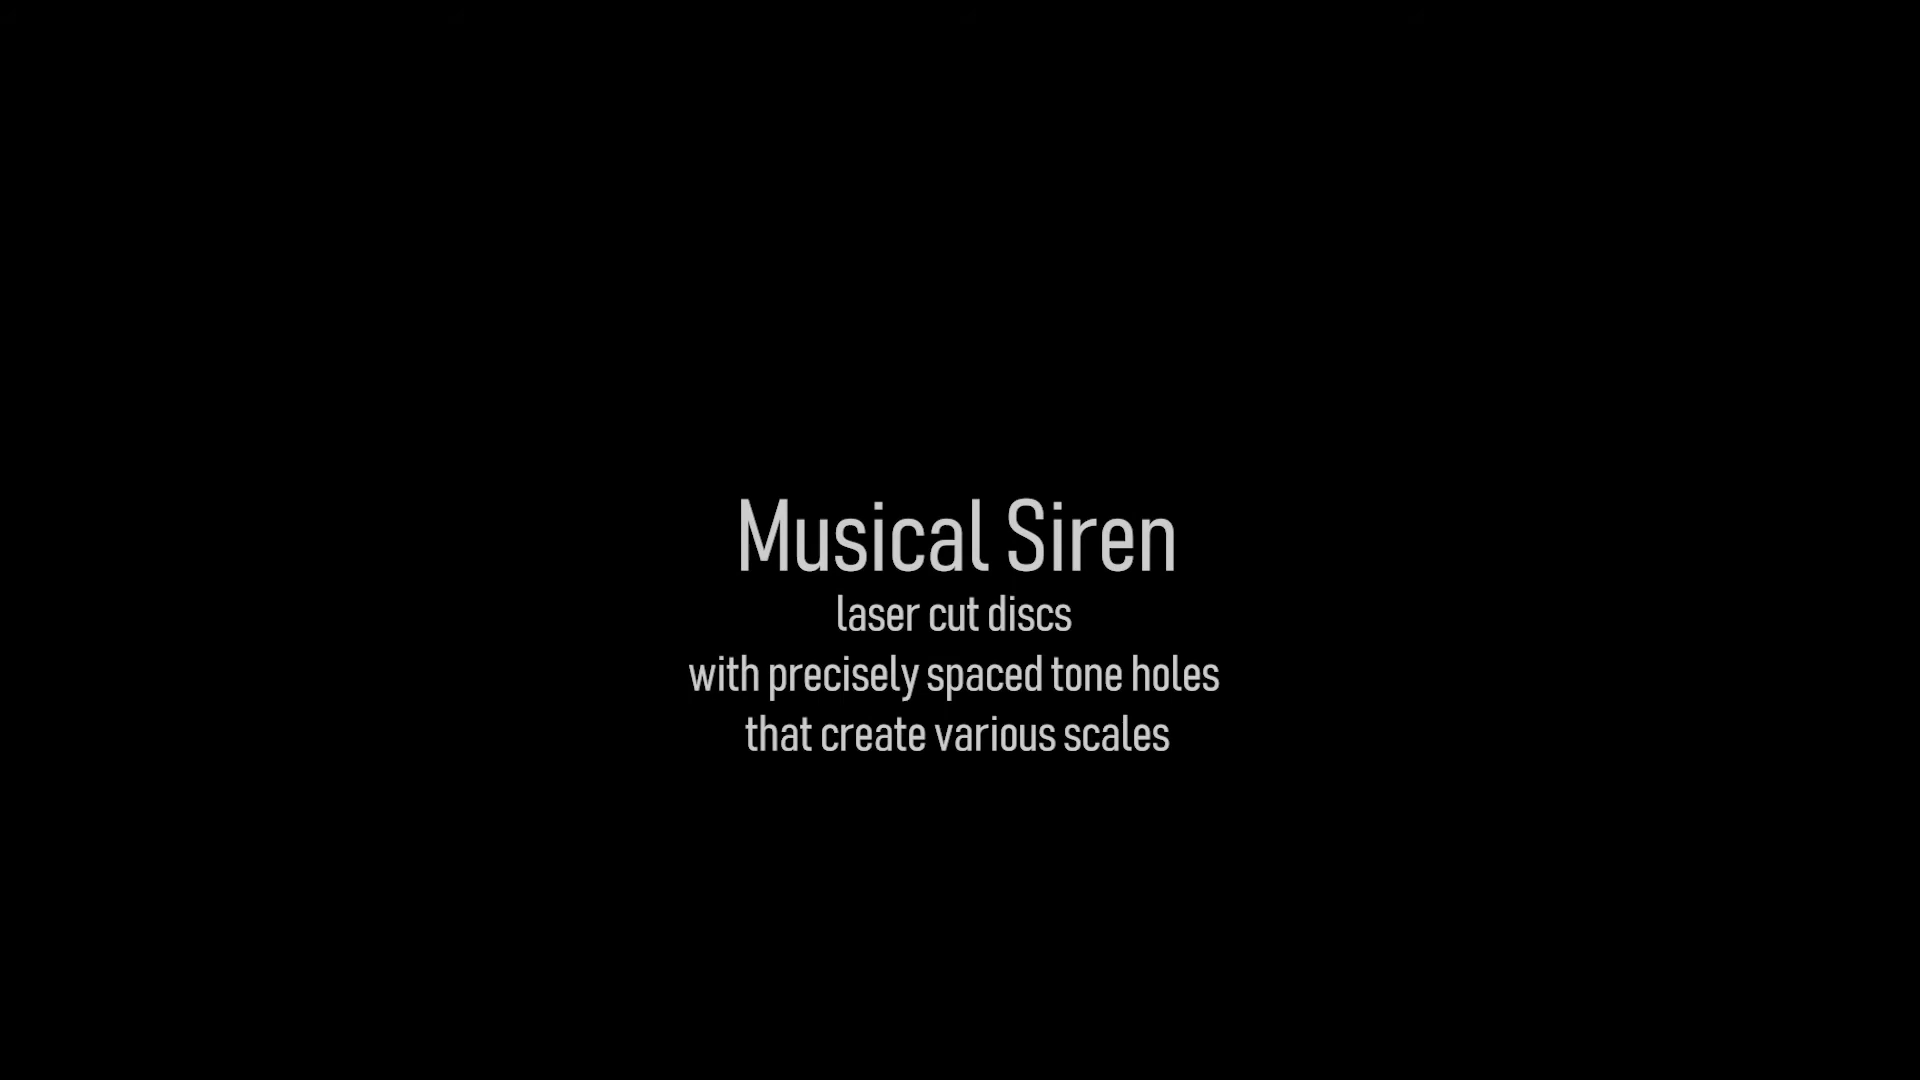 Musical Siren
laser cut discs
with precisely spaced tone holes
that create various scales